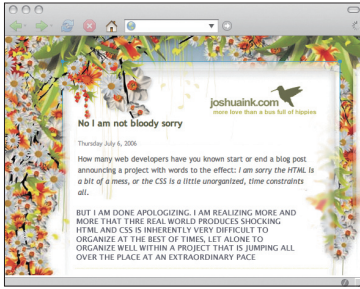 joshuaink.com
more love than a bus full of hippies
No I am not bloody sorry
Thursday July 6, 2006
How many web developers have you known start or end a blog post
announcing a project with words to the effect: I am sorry the HTML is
a bit of a mess, or the CSS is a little unorganized, time constraints
all.
BUT I AM DONE APOLOGIZING. I AM REALIZING MORE AND
MORE THAT THRE REAL WORLD PRODUCES SHOCKING
HTML AND CSS IS INHERENTLY VERY DIFFICULT TO
ORGANIZE AT THE BEST OF TIMES, LET ALONE TO
ORGANIZE WELL WITHIN A PROJECT THAT IS JUMPING ALL
OVER THE PLACE AT AN EXTRAORDINARY PACE